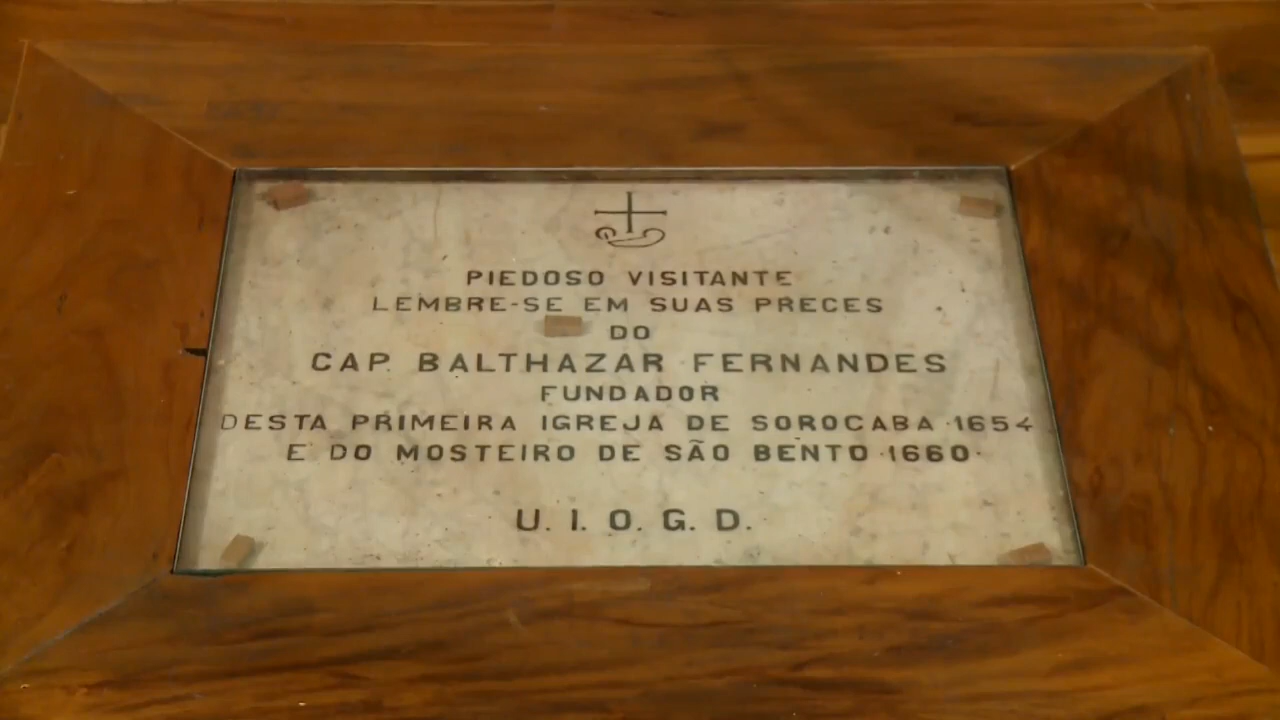 PIEDOSO VISITANTE
LEMBRE-SE EM SUAS PRECES
DO
CAP. BALTHAZAR FERNANDES
FUNDADOR
DESTA PRIMEIRA IGREJA DE SOROCABA·1654
E DO MOSTEIRO DE SÃO BENTO·1660·
U. I. O. G. D.